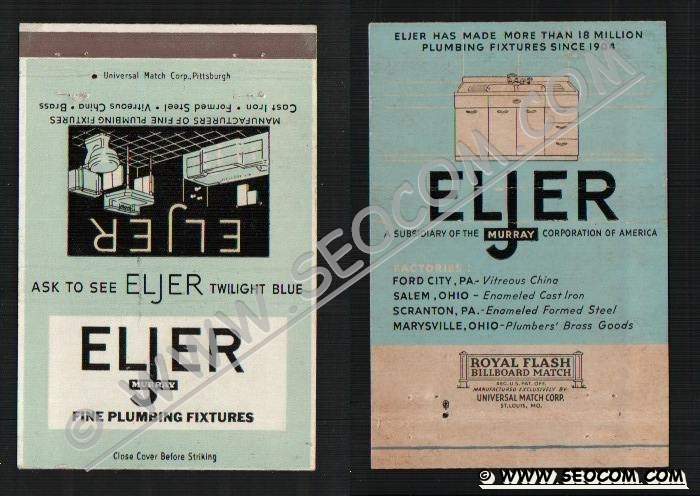 Universal Match Corp., Pittsburgh
MANUFACTURERS OF FINE PLUMBING FIXTURES
Cast Iron • Formed Steel • Vitreous China • Brass
ELJER
ASK TO SEE ELJER TWILIGHT BLUE
ELJER
MURRAY
FINE PLUMBING FIXTURES
Close Cover Before Striking
ELJER HAS MADE MORE THAN 18 MILLION
PLUMBING FIXTURES SINCE 1904
ELJER
A SUBSIDIARY OF THE MURRAY CORPORATION OF AMERICA
FACTORIES:
FORD CITY, PA.- Vitreous China
SALEM, OHIO - Enameled Cast Iron
SCRANTON, PA.- Enameled Formed Steel
MARYSVILLE, OHIO-Plumbers' Brass Goods
ROYAL FLASH
BILLBOARD MATCH
REG. U.S. PAT. OFF.
MANUFACTURED EXCLUSIVELY BY
UNIVERSAL MATCH CORP.
ST. LOUIS, MO.
© WWW.SEOCOM.COM
© WWW.SEOCOM.COM
© WWW.SEOCOM.COM